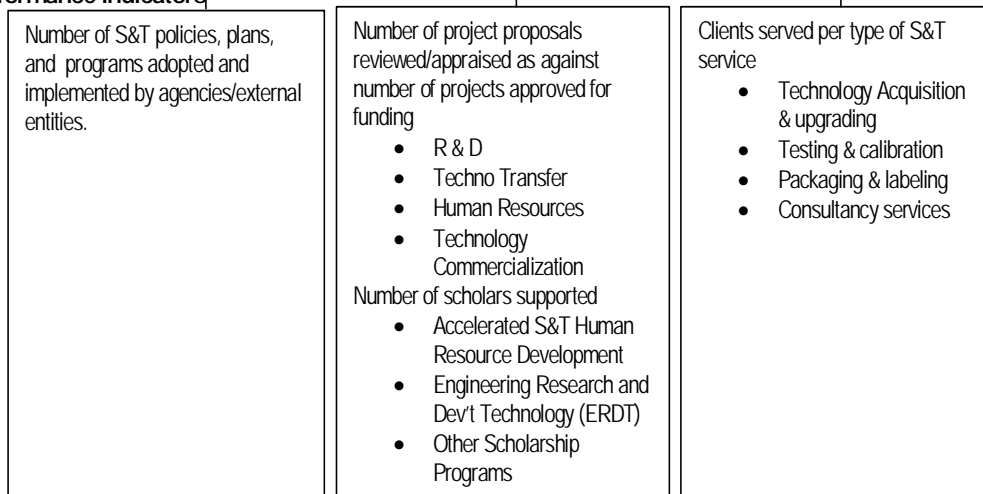 Number of S&T policies, plans,
and programs adopted and
implemented by agencies/external
entities.
Number of project proposals
reviewed/appraised as against
number of projects approved for
funding
• R & D
• Techno Transfer
• Human Resources
• Technology
Commercialization
Number of scholars supported
• Accelerated S&T Human
Resource Development
• Engineering Research and
Dev't Technology (ERDT)
• Other Scholarship
Programs
Clients served per type of S&T
service
• Technology Acquisition
& upgrading
• Testing & calibration
• Packaging & labeling
• Consultancy services